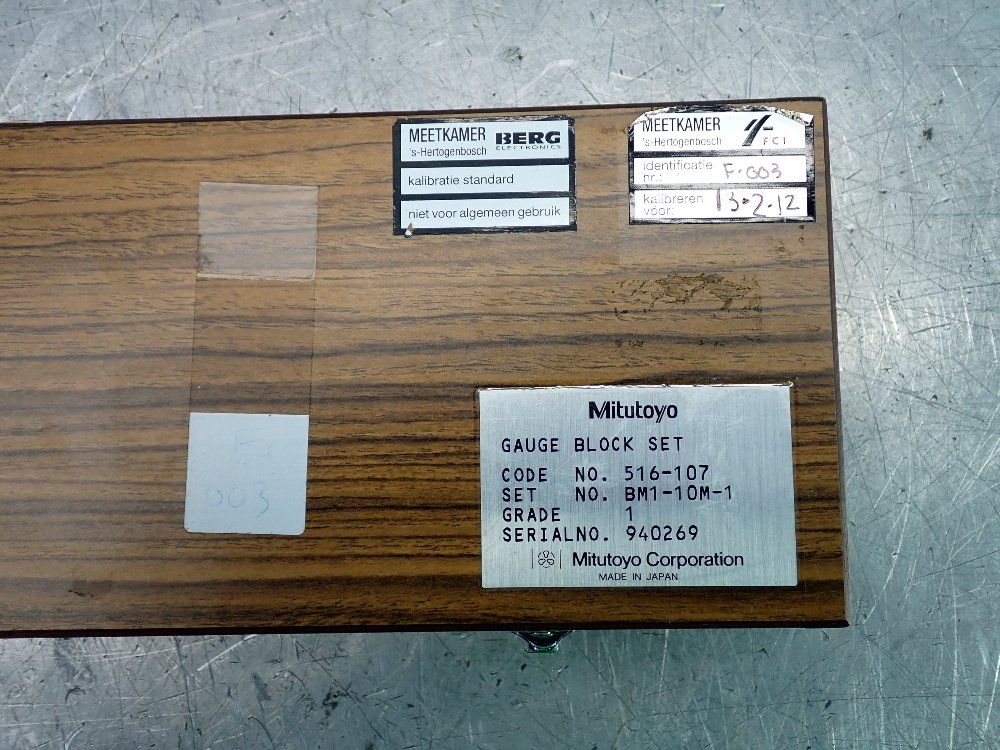 MEETKAMER BERG
's-Hertogenbosch ELECTRONICS
kalibratie standard
niet voor algemeen gebruik
MEETKAMER FCI
's-Hertogenbosch
identificatie nr.: F-003
kalibreren vóór: 13-2-12
F.
003
Mitutoyo
GAUGE BLOCK SET
CODE NO. 516-107
SET NO. BM1-10M-1
GRADE 1
SERIALNO. 940269
Mitutoyo Corporation
MADE IN JAPAN